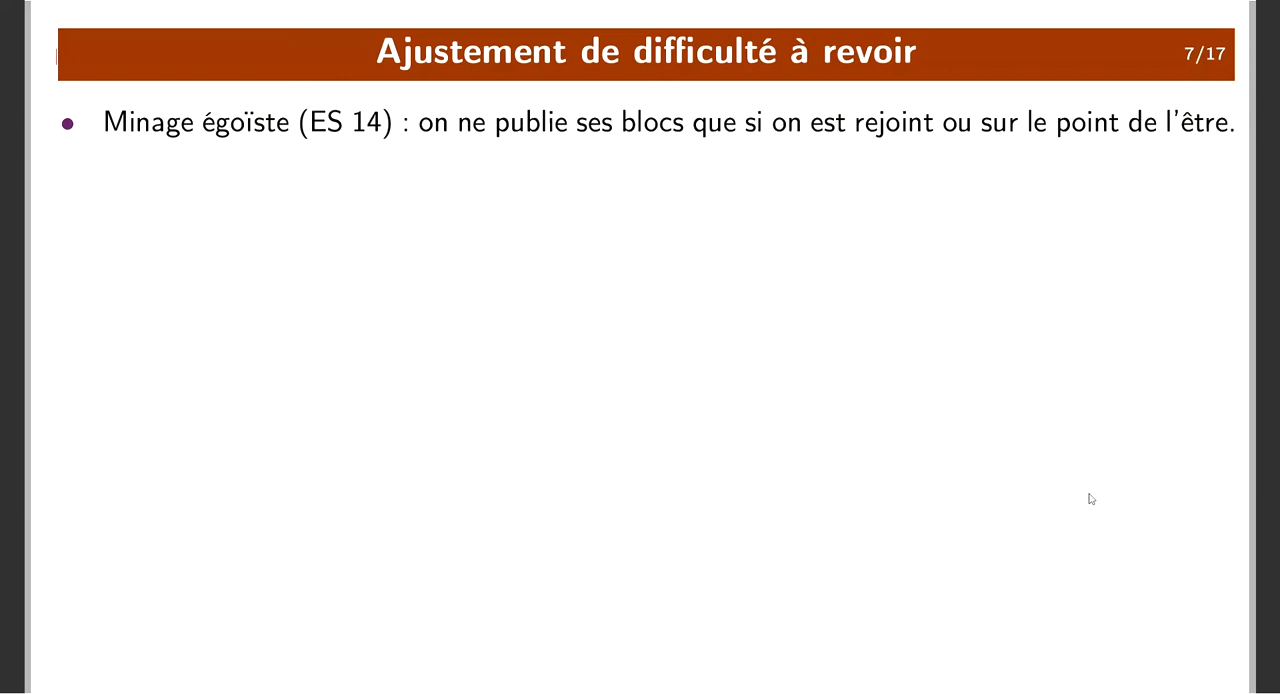 Ajustement de difficulté à revoir
7/17
• Minage égoïste (ES 14) : on ne publie ses blocs que si on est rejoint ou sur le point de l'être.